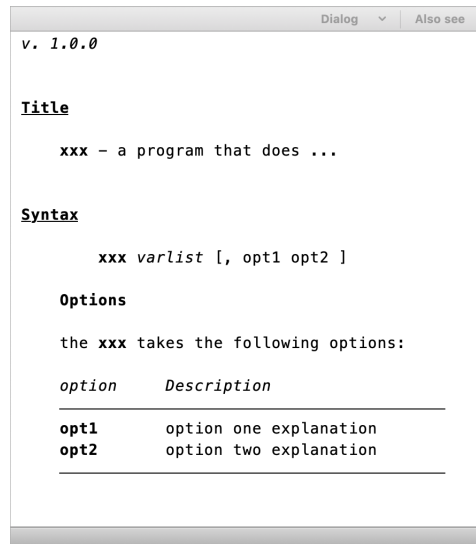 Dialog Also see
v. 1.0.0
Title
xxx — a program that does ...
Syntax
xxx varlist [, opt1 opt2 ]
Options
the xxx takes the following options:
option Description
opt1 option one explanation
opt2 option two explanation